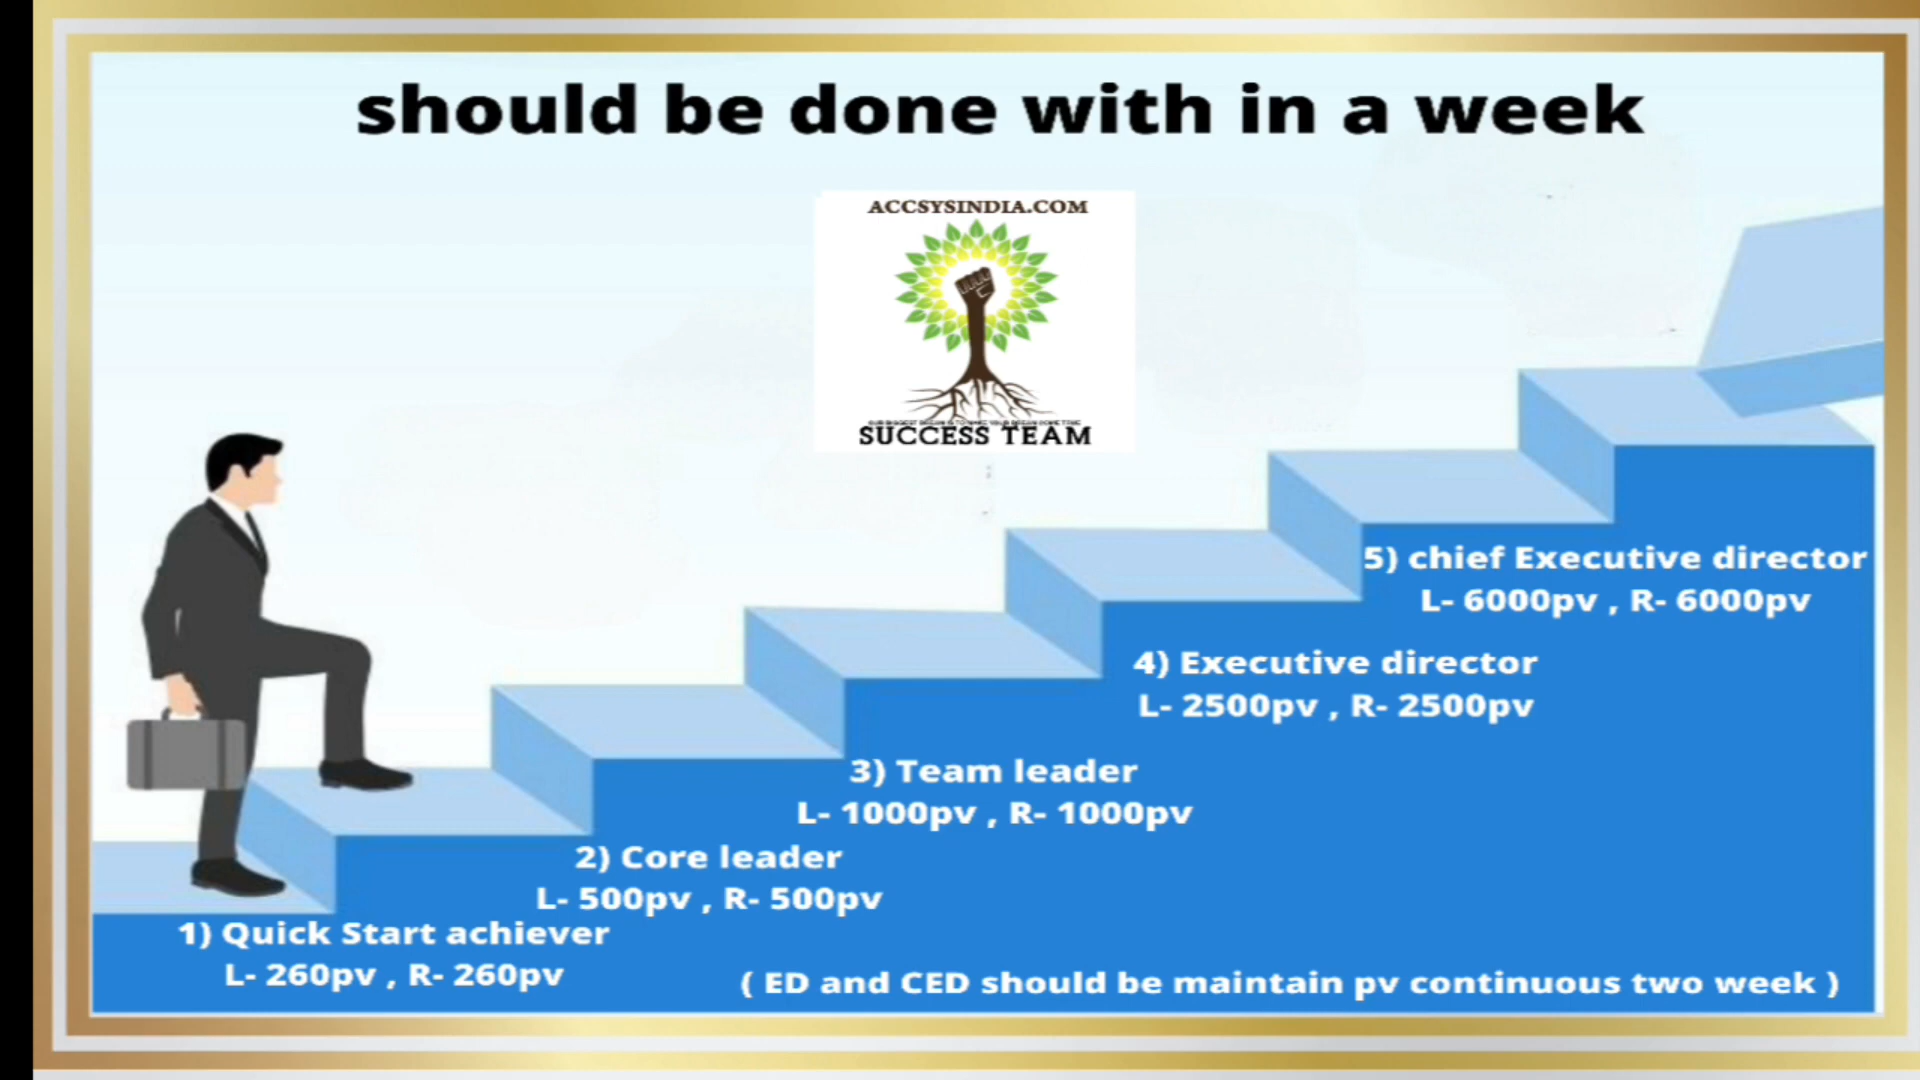 should be done with in a week
ACCSYSINDIA.COM
SUCCESS TEAM
5) chief Executive director
L- 6000pv , R- 6000pv
4) Executive director
L- 2500pv , R- 2500pv
3) Team leader
L- 1000pv , R- 1000pv
2) Core leader
L- 500pv , R- 500pv
1) Quick Start achiever
L- 260pv , R- 260pv
( ED and CED should be maintain pv continuous two week )